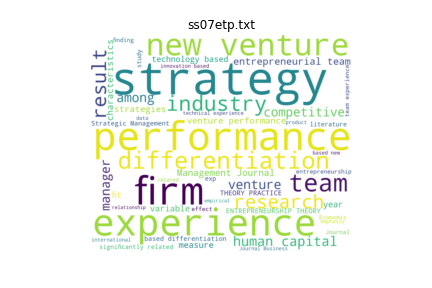 ss07etp.txt
finding
new venture
study
technology based
entrepreneurial team
innovation based
result
characteristics
strategy
team experience
among
industry
competitive
strategies
technical experience
data
venture performance
product
literature
Strategic Management
performance
based new
differentiation
Management Journal
entrepreneurship
manager
related
exp
firm
venture
team
THEORY PRACTICE
fit
research
year
empirical
relationship
variable
effect
ENTREPRENEURSHIP THEORY
Economic
experience
Journal
international
based differentiation
human capital
significantly related
measure
Journal Business